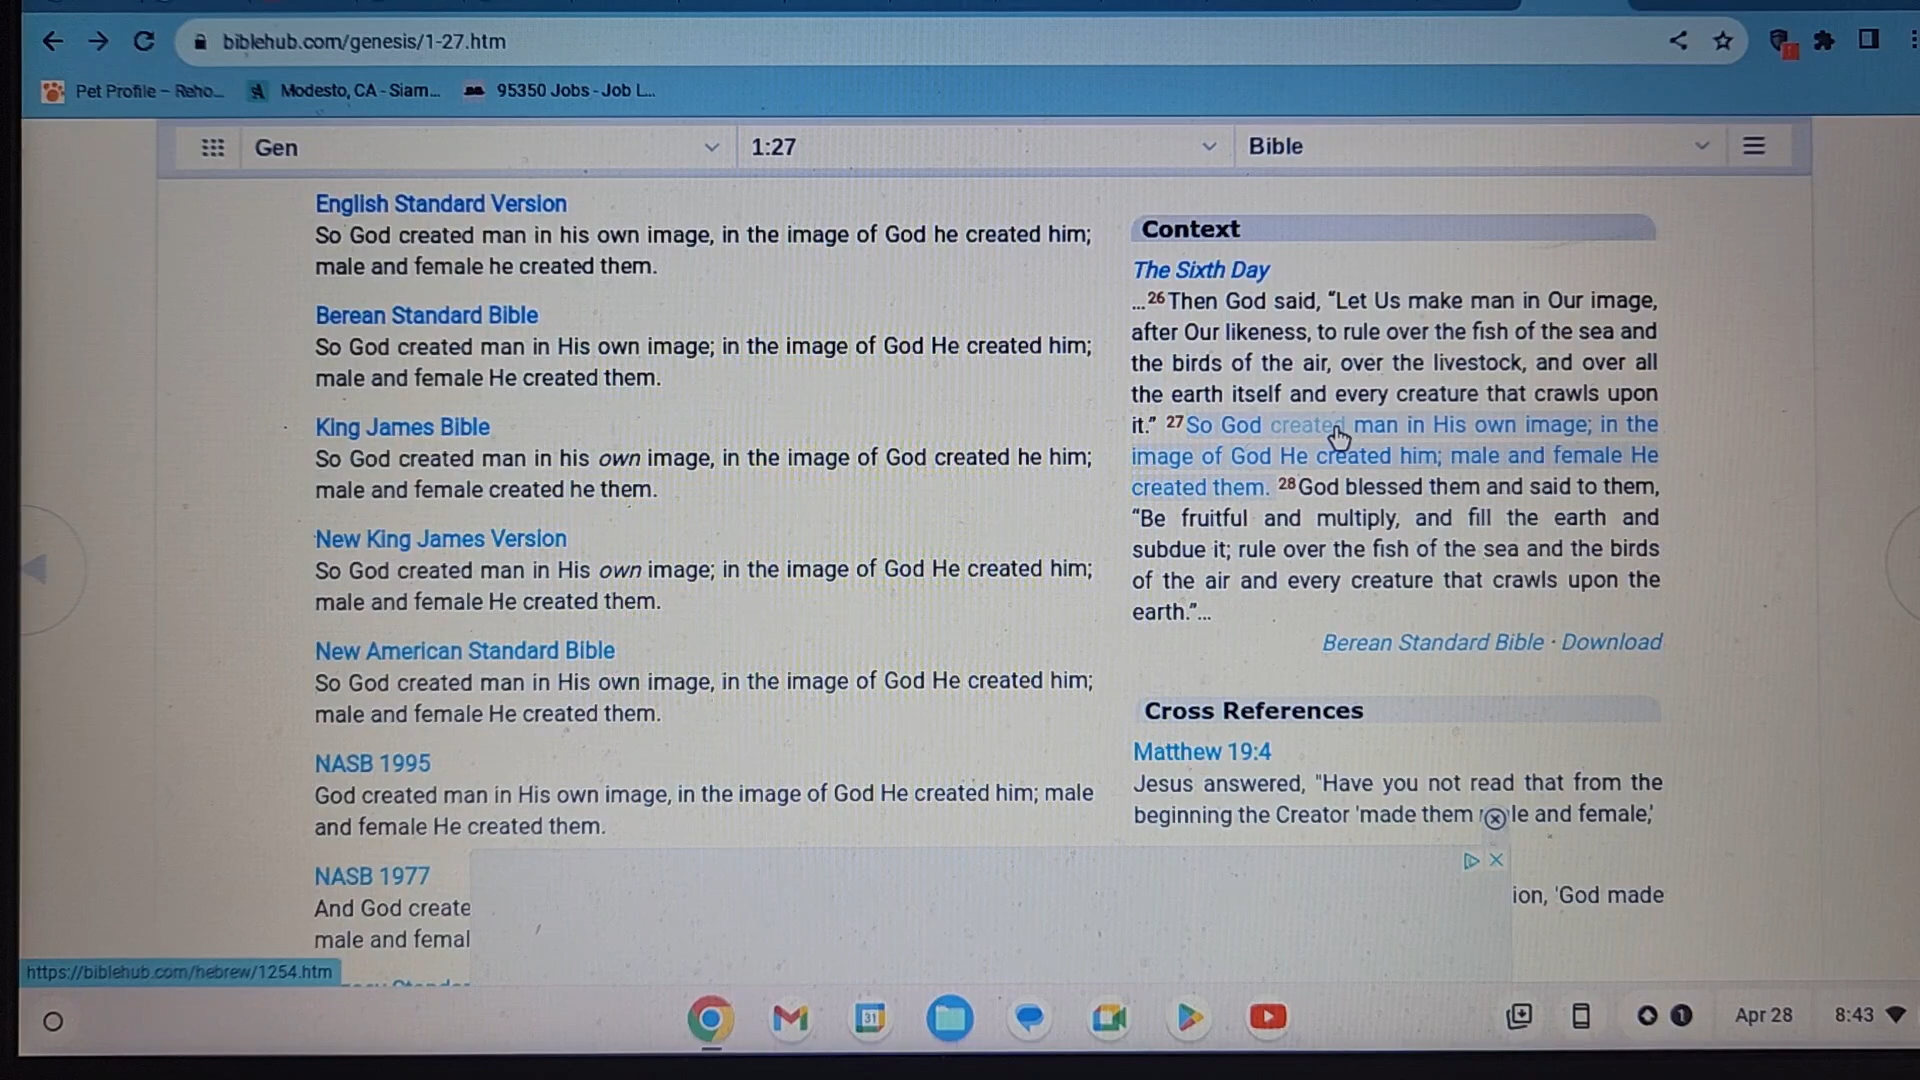 biblehub.com/genesis/1-27.htm
Pet Profile – Reho...
Modesto, CA - Siam...
95350 Jobs - Job L...
Gen
1:27
Bible
English Standard Version
So God created man in his own image, in the image of God he created him;
male and female he created them.
Berean Standard Bible
So God created man in His own image; in the image of God He created him;
male and female He created them.
King James Bible
So God created man in his own image, in the image of God created he him;
male and female created he them.
New King James Version
So God created man in His own image; in the image of God He created him;
male and female He created them.
New American Standard Bible
So God created man in His own image, in the image of God He created him;
male and female He created them.
NASB 1995
God created man in His own image, in the image of God He created him; male
and female He created them.
NASB 1977
And God create
male and femal
Context
The Sixth Day
...26Then God said, “Let Us make man in Our image,
after Our likeness, to rule over the fish of the sea and
the birds of the air, over the livestock, and over all
the earth itself and every creature that crawls upon
it.” 27So God created man in His own image; in the
image of God He created him; male and female He
created them. 28God blessed them and said to them,
“Be fruitful and multiply, and fill the earth and
subdue it; rule over the fish of the sea and the birds
of the air and every creature that crawls upon the
earth.”...
Berean Standard Bible · Download
Cross References
Matthew 19:4
Jesus answered, "Have you not read that from the
beginning the Creator 'made them le and female,'
ion, 'God made
https://biblehub.com/hebrew/1254.htm
31
1
Apr 28
8:43